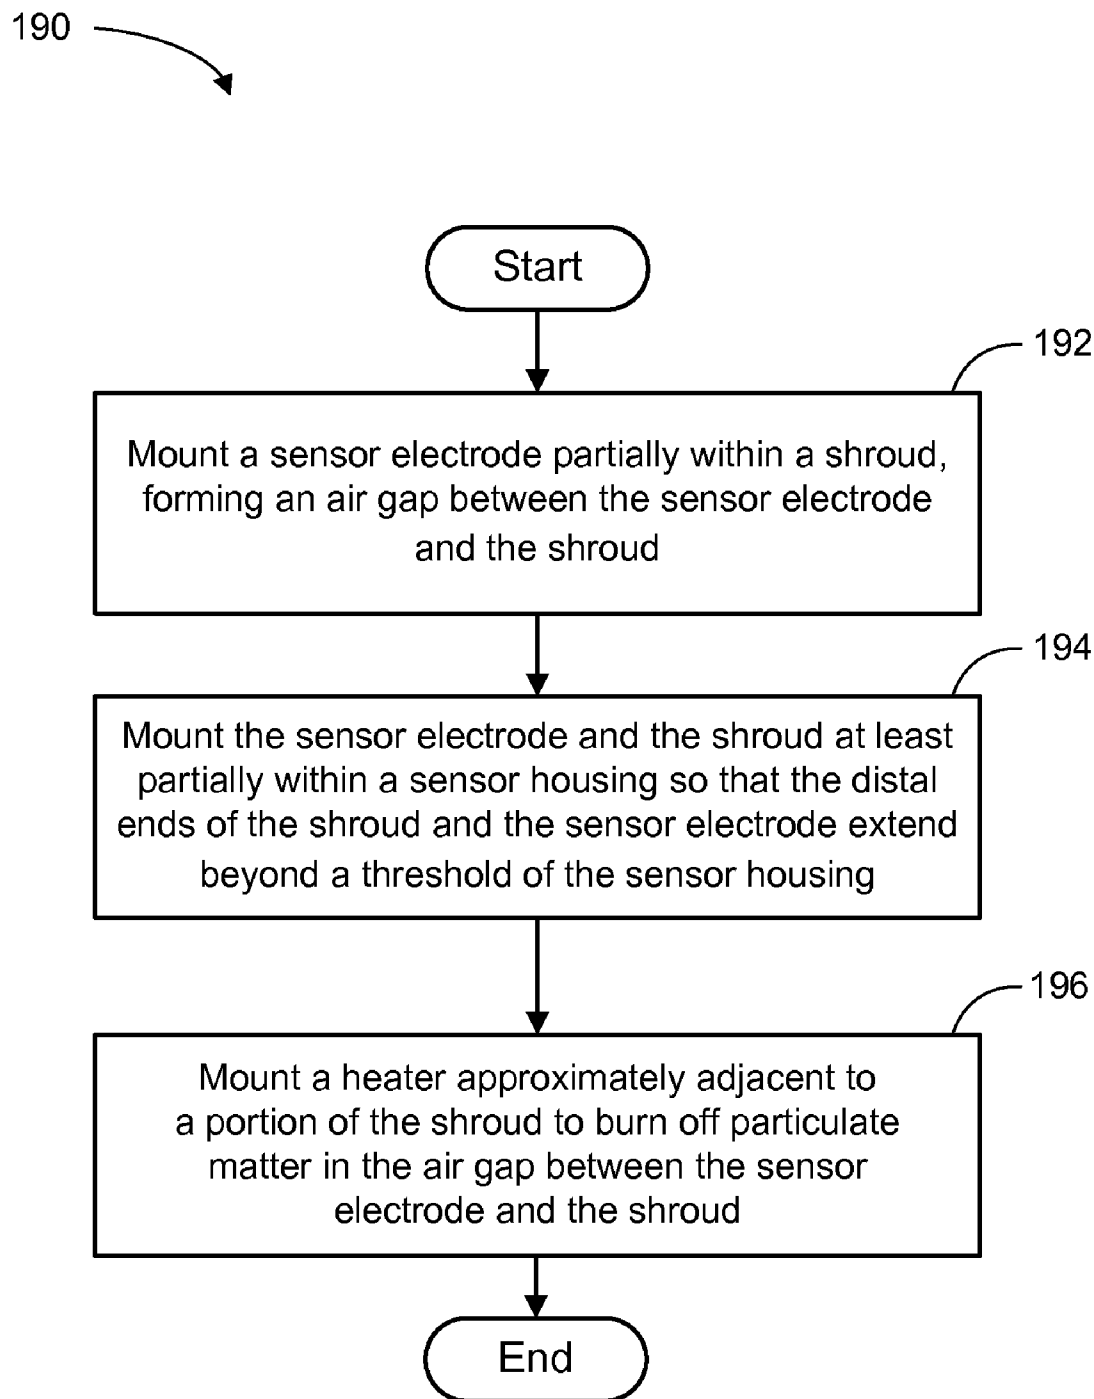 190
Start
192
Mount a sensor electrode partially within a shroud,
forming an air gap between the sensor electrode
and the shroud
194
Mount the sensor electrode and the shroud at least
partially within a sensor housing so that the distal
ends of the shroud and the sensor electrode extend
beyond a threshold of the sensor housing
196
Mount a heater approximately adjacent to
a portion of the shroud to burn off particulate
matter in the air gap between the sensor
electrode and the shroud
End